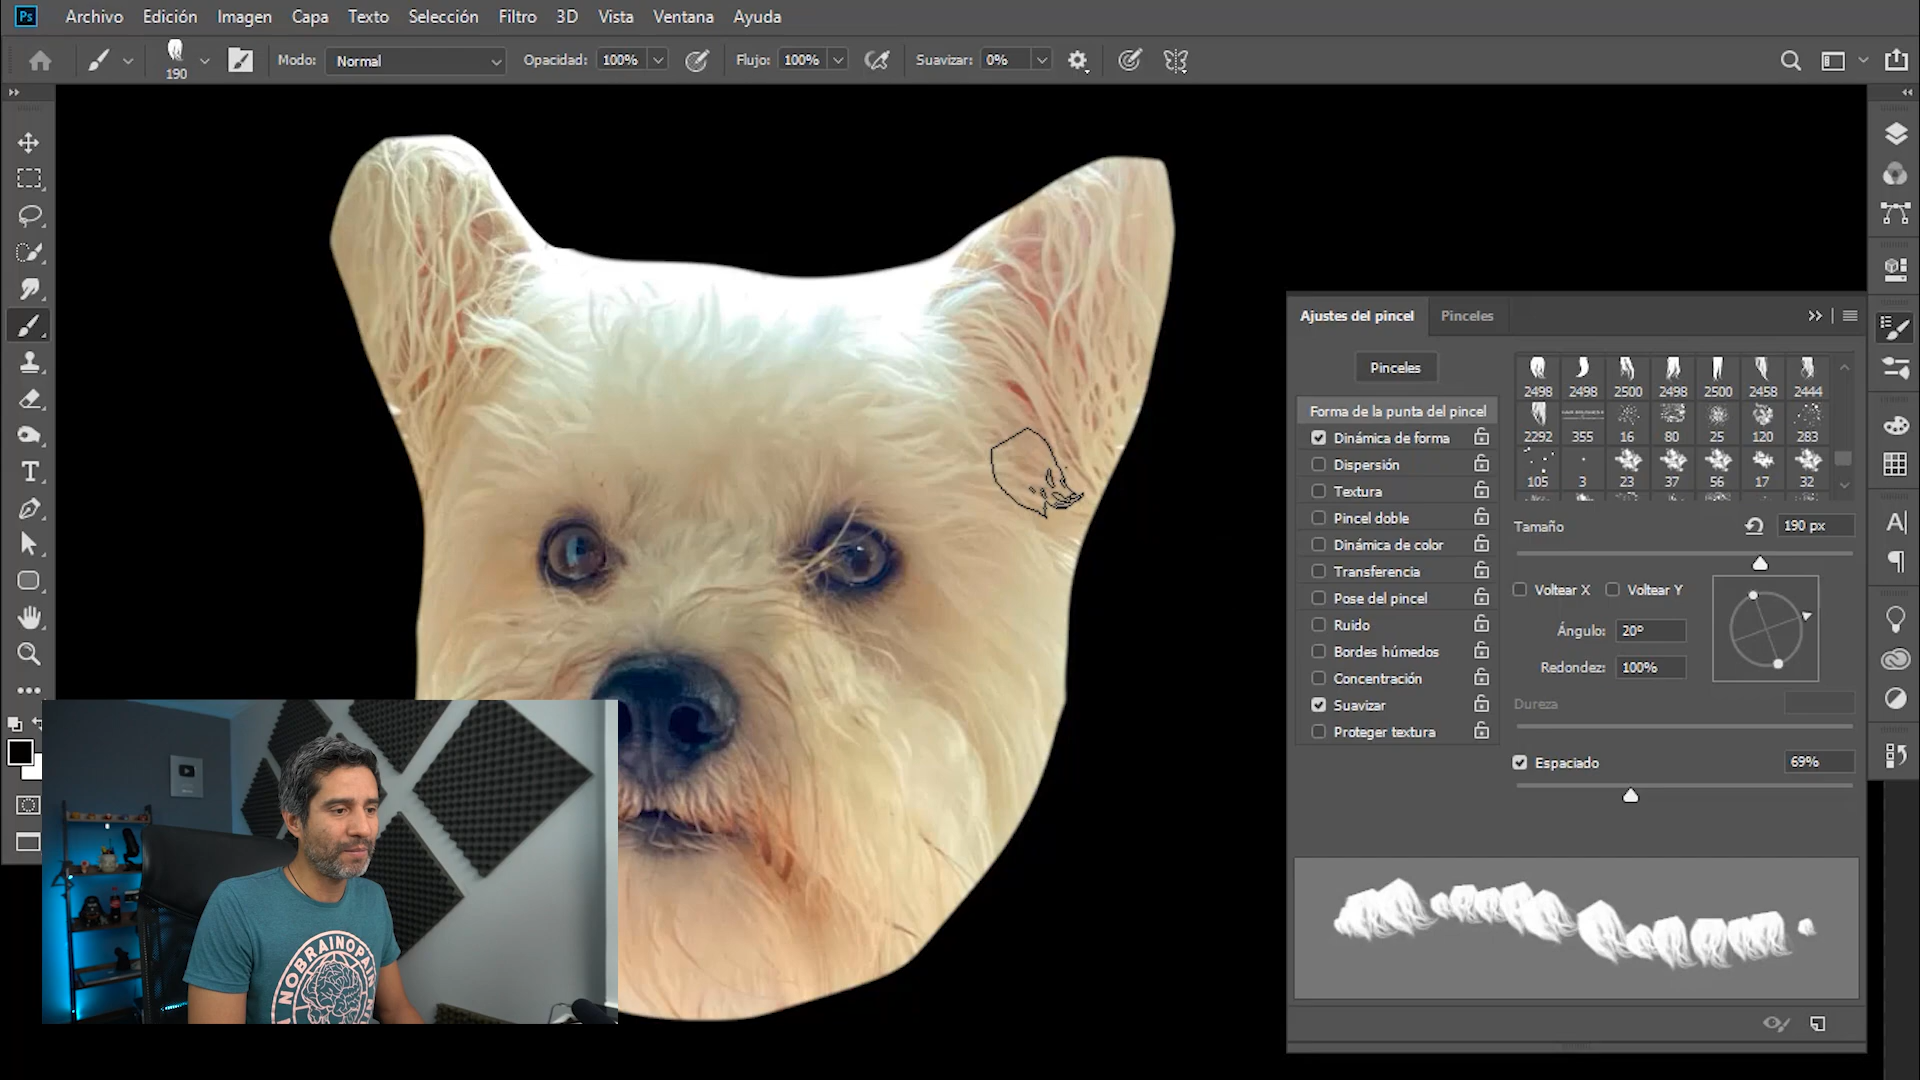 Ps Archivo Edición Imagen Capa Texto Selección Filtro 3D Vista Ventana Ayuda
190 Modo: Normal Opacidad: 100% Flujo: 100% Suavizar: 0%
Ajustes del pincel Pinceles
Pinceles
2498 2498 2500 2498 2500 2458 2444
Forma de la punta del pincel
Dinámica de forma
2292 355 16 80 25 120 283
Dispersión
105 3 23 37 56 17 32
Textura
Pincel doble
Dinámica de color
Transferencia
Pose del pincel
Ruido
Bordes húmedos
Concentración
Suavizar
Proteger textura
Tamaño 190 px
Voltear X Voltear Y
Ángulo: 20º
Redondez: 100%
Dureza
Espaciado 69%
NOBRAINOPAIN